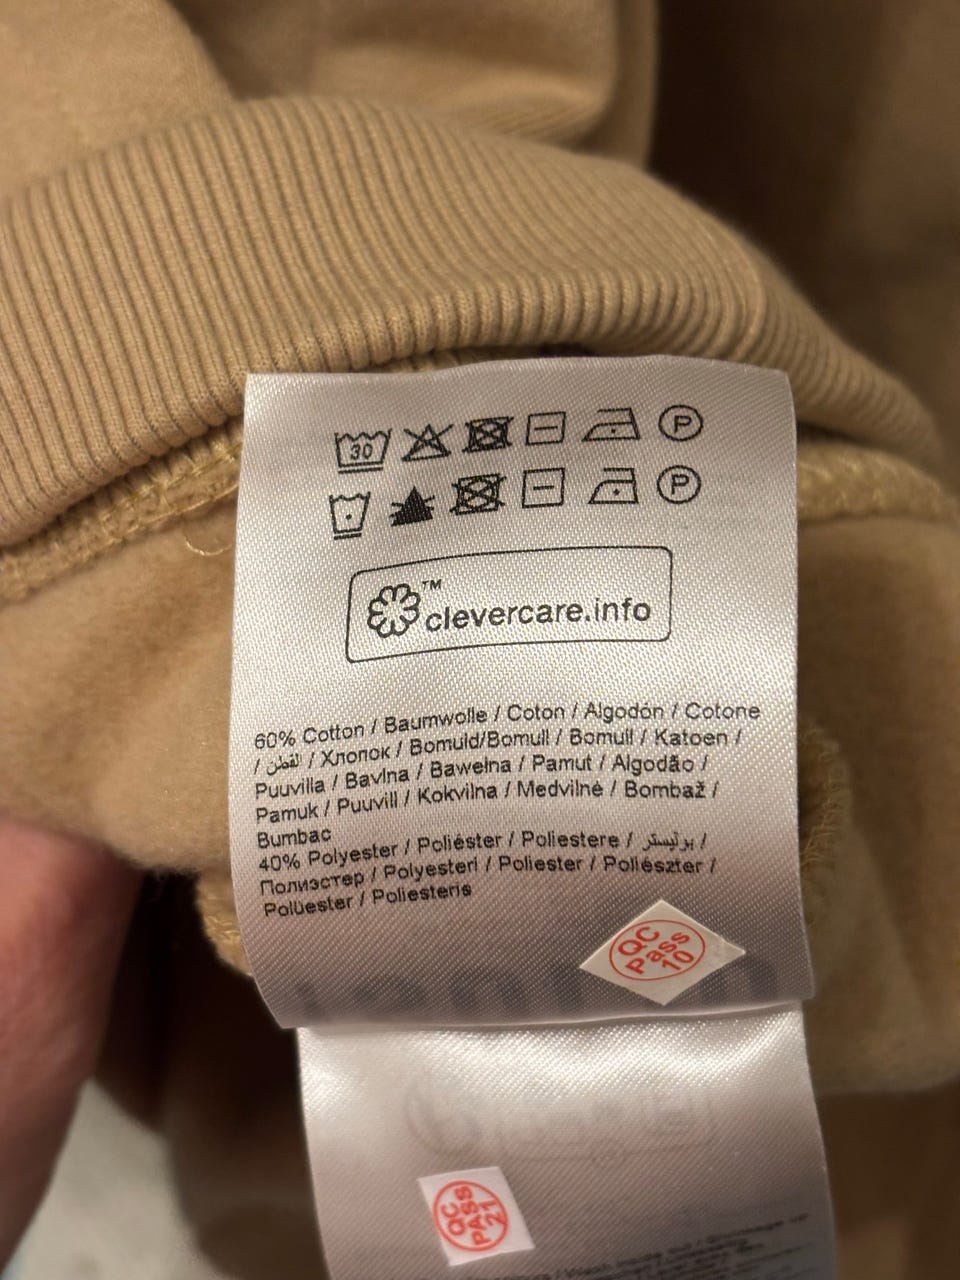 30 P
P
™
clevercare.info
60% Cotton / Baumwolle / Coton / Algodón / Cotone
/ القطن / Хлопок / Bomuld/Bomull / Bomull / Katoen /
Puuvilla / Bavlna / Bawełna / Pamut / Algodão /
Pamuk / Puuvill / Kokvilna / Medvilnė / Bombaž /
Bumbac
40% Polyester / Poliéster / Poliestere / بوليستر /
Полиэстер / Polyesteri / Poliester / Poliészter /
Polüester / Poliesteris
QC
Pass
10
QC
PASS
21